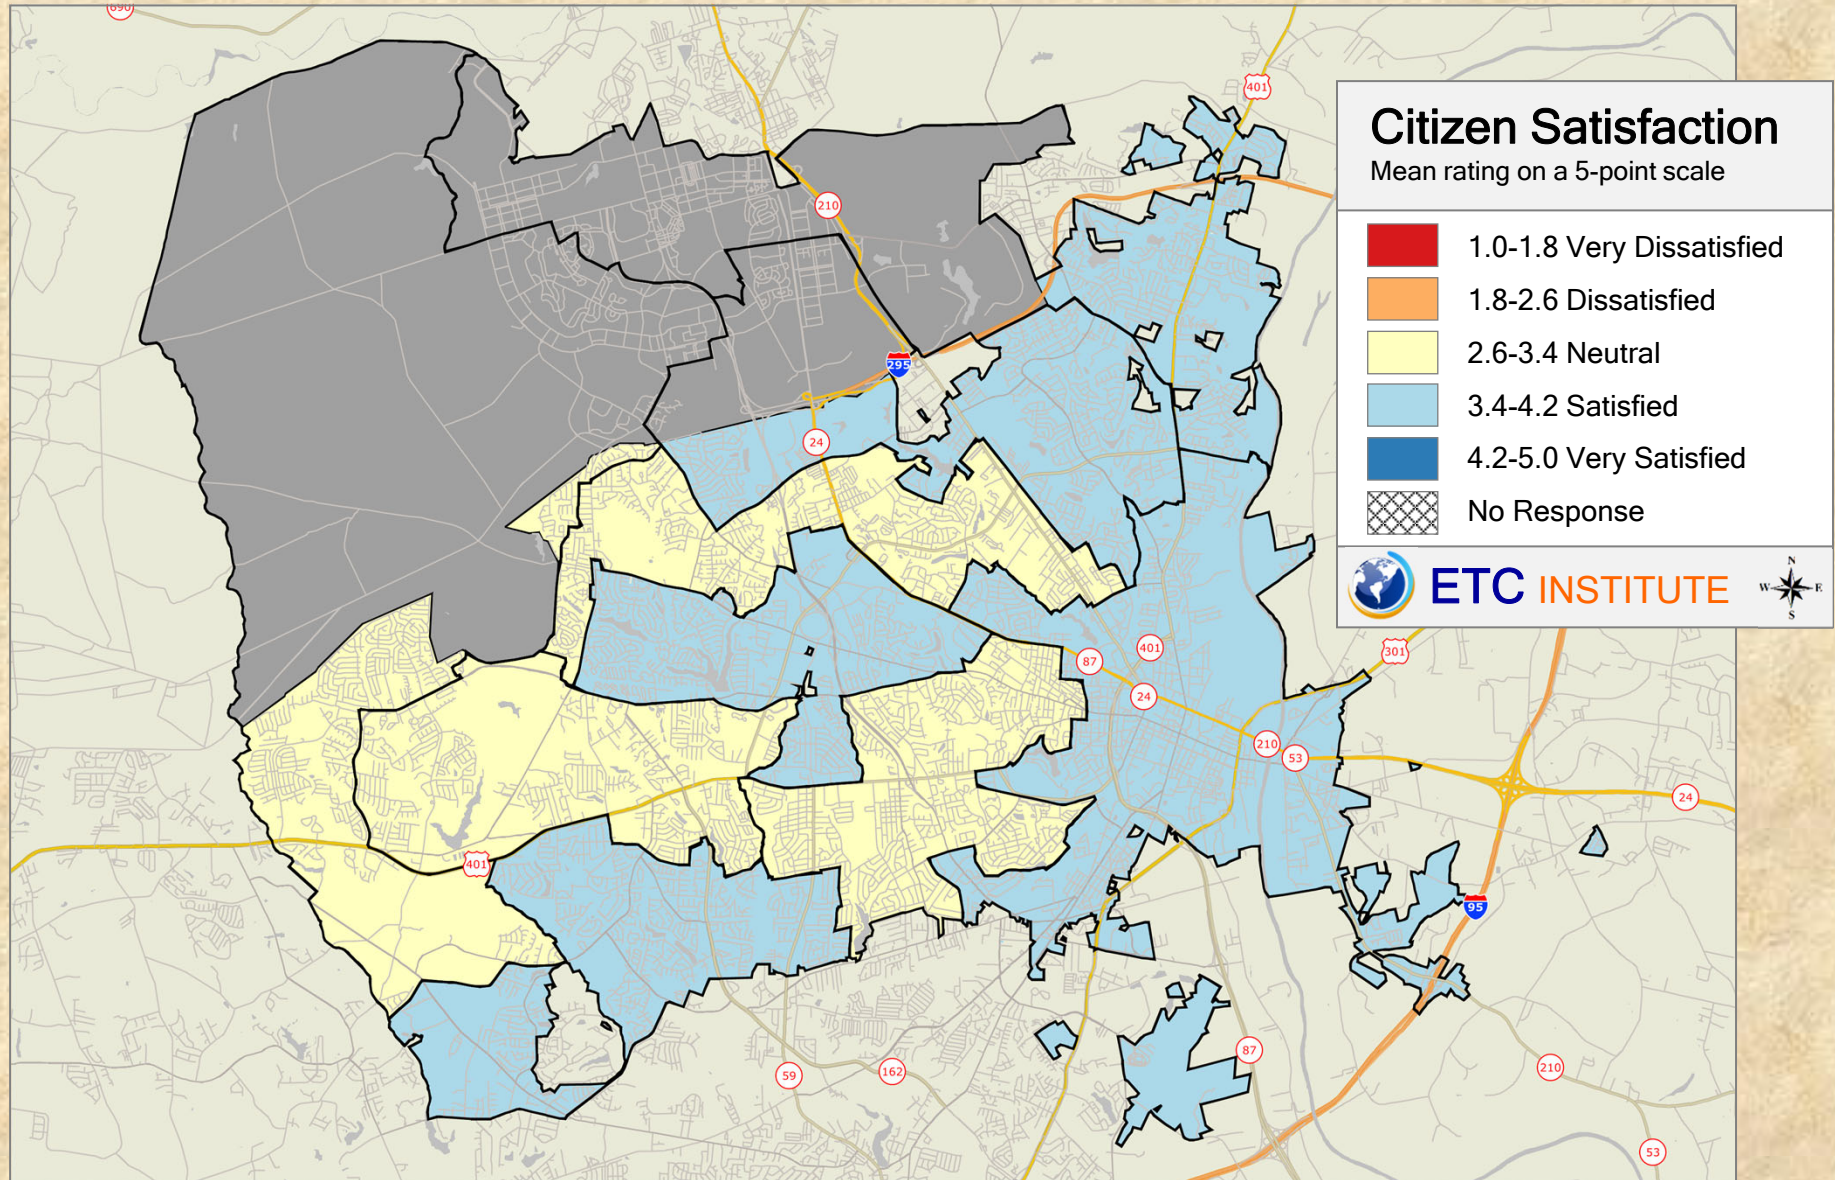 690
401
Citizen Satisfaction
Mean rating on a 5-point scale
210
1.0-1.8 Very Dissatisfied
1.8-2.6 Dissatisfied
2.6-3.4 Neutral
3.4-4.2 Satisfied
4.2-5.0 Very Satisfied
No Response
295
24
ETC INSTITUTE
N
W E
S
401
87
301
24
210
53
24
401
95
87
59
162
210
53